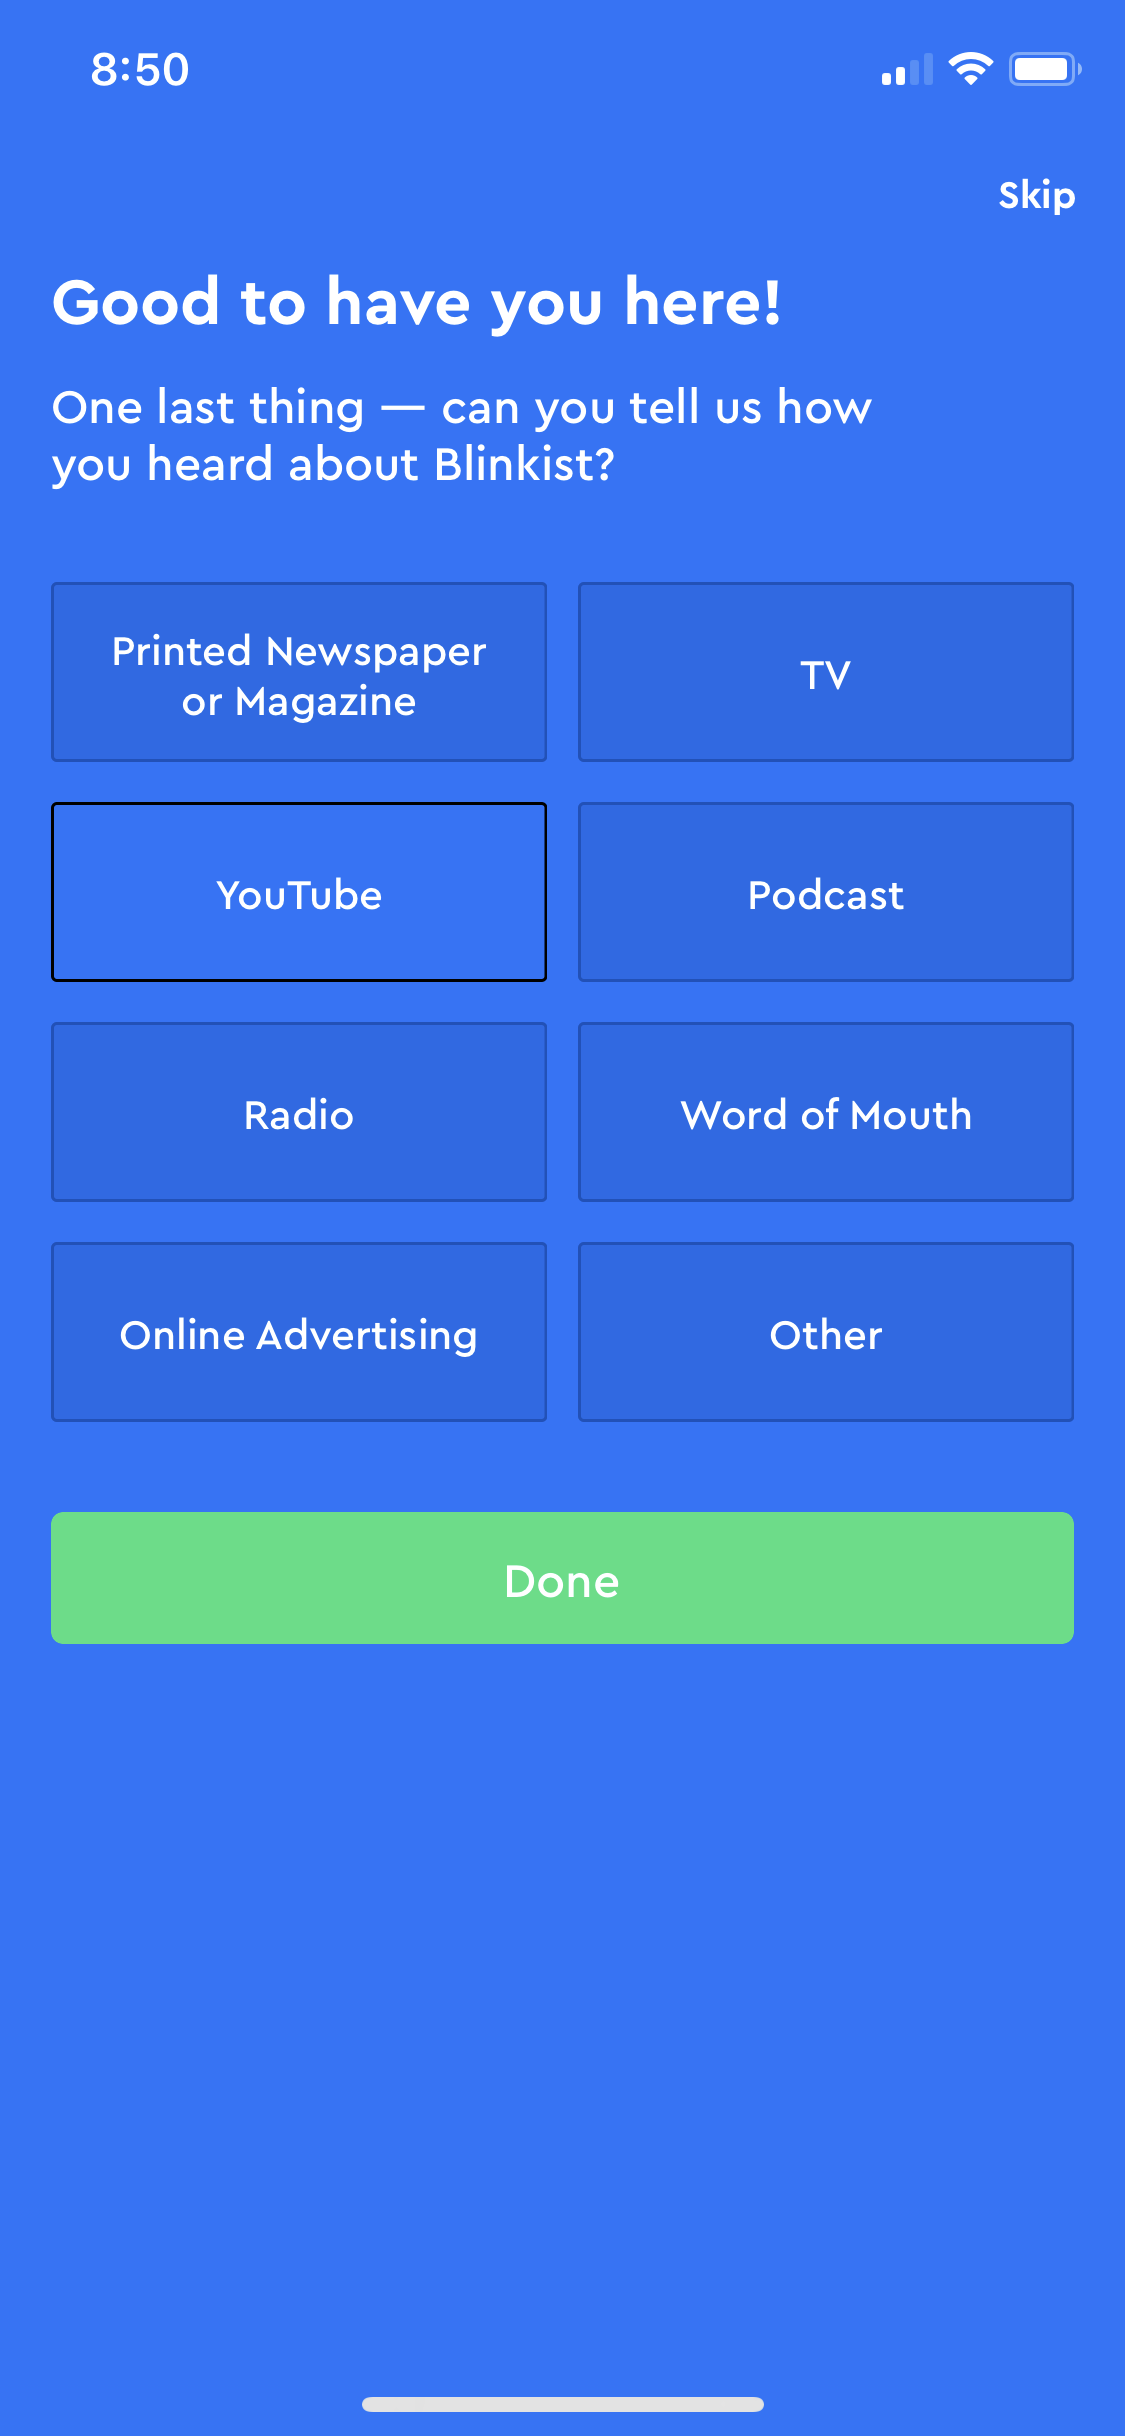 8:50
Skip
Good to have you here!
One last thing — can you tell us how
you heard about Blinkist?
Printed Newspaper
or Magazine
TV
YouTube
Podcast
Radio
Word of Mouth
Online Advertising
Other
Done